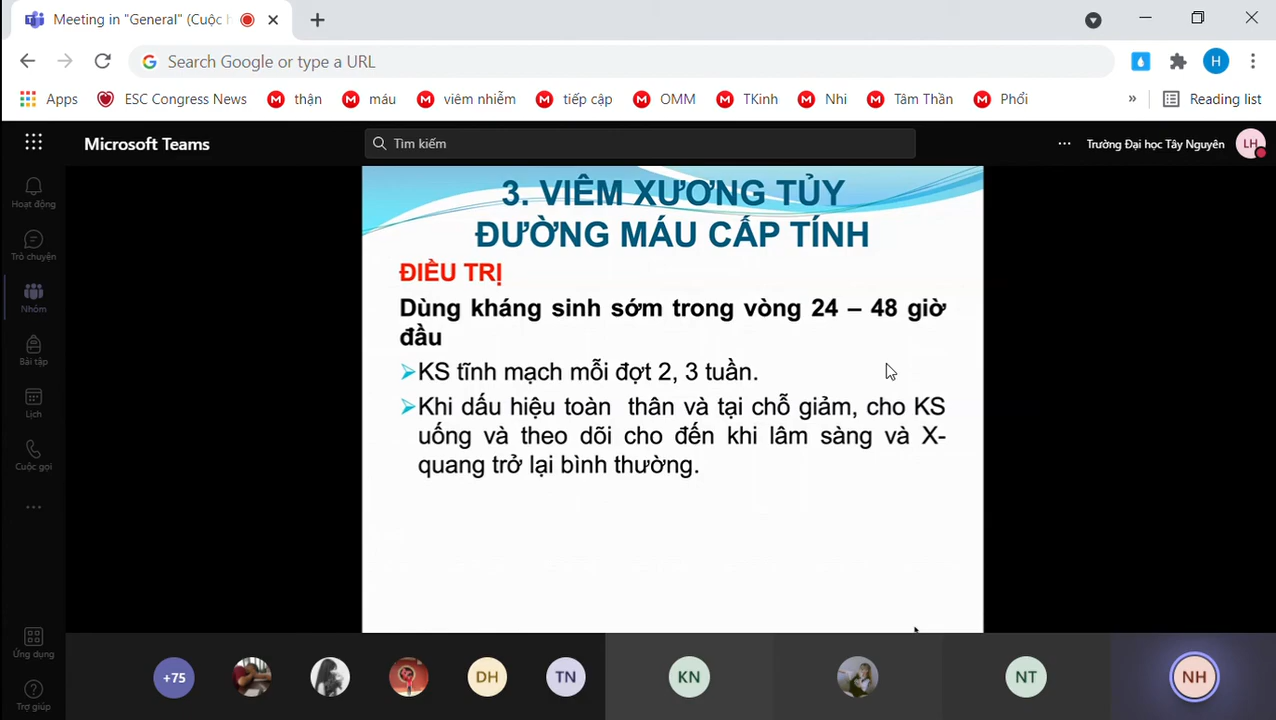 Meeting in "General" (Cuộc h
Search Google or type a URL
H
Apps
ESC Congress News
thận
máu
viêm nhiễm
tiếp cập
OMM
TKinh
Nhi
Tâm Thần
Phổi
»
Reading list
Microsoft Teams
Tìm kiếm
Trường Đại học Tây Nguyên
LH
Hoạt động
Trò chuyện
Nhóm
Bài tập
Lịch
Cuộc gọi
Ứng dụng
Trợ giúp
3. VIÊM XƯƠNG TỦY
ĐƯỜNG MÁU CẤP TÍNH
ĐIỀU TRỊ
Dùng kháng sinh sớm trong vòng 24 – 48 giờ
đầu
KS tĩnh mạch mỗi đợt 2, 3 tuần.
Khi dấu hiệu toàn thân và tại chỗ giảm, cho KS
uống và theo dõi cho đến khi lâm sàng và X-
quang trở lại bình thường.
+75
DH
TN
KN
NT
NH